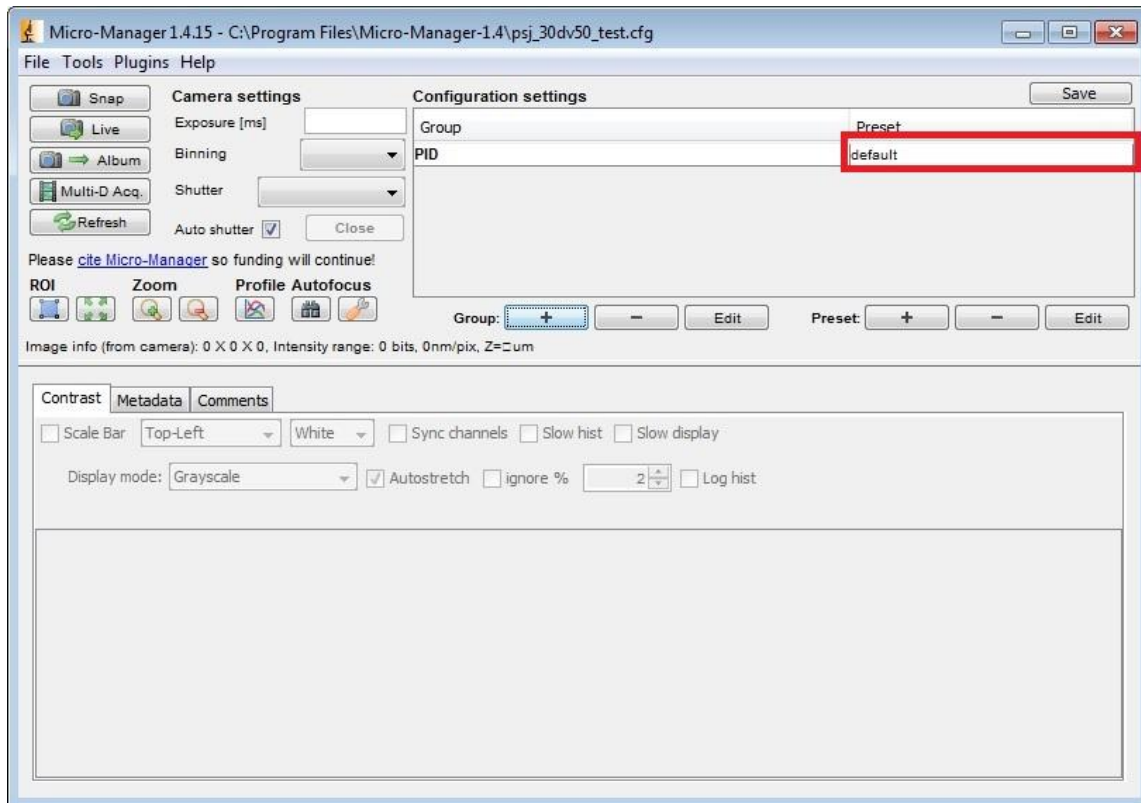 Micro-Manager 1.4.15 - C:\Program Files\Micro-Manager-1.4\psj_30dv50_test.cfg
File Tools Plugins Help
Snap
Live
Album
Multi-D Acq.
Refresh
Camera settings
Exposure [ms]
Binning
Shutter
Auto shutter
Close
Configuration settings
Save
Group Preset
PID default
Please cite Micro-Manager so funding will continue!
ROI Zoom Profile Autofocus
Group: + - Edit Preset: + - Edit
Image info (from camera): 0 X 0 X 0, Intensity range: 0 bits, 0nm/pix, Z=□um
Contrast Metadata Comments
Scale Bar Top-Left White Sync channels Slow hist Slow display
Display mode: Grayscale Autostretch ignore % 2 Log hist